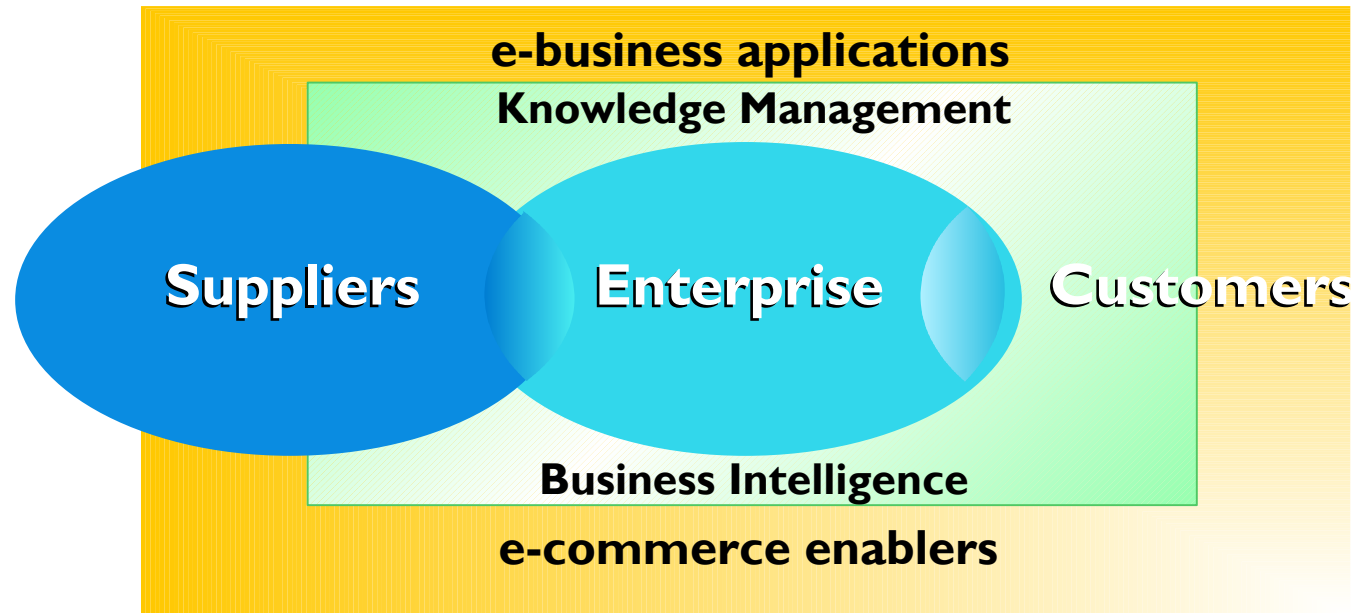 e-business applications
Knowledge Management
Suppliers Enterprise Customers
Business Intelligence
e-commerce enablers